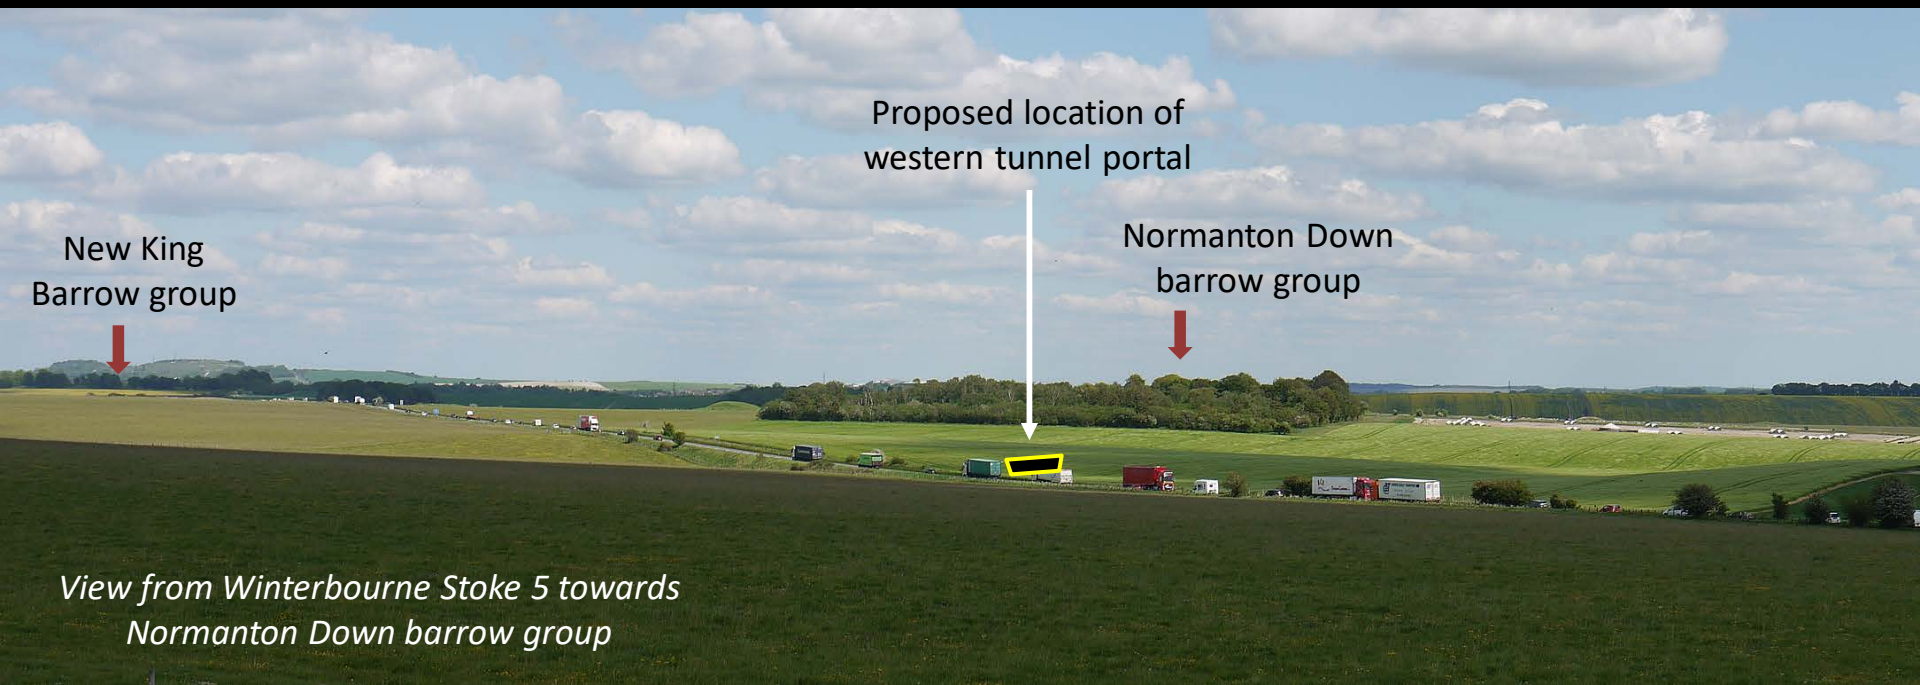 Proposed location of
western tunnel portal
New King
Barrow group
Normanton Down
barrow group
View from Winterbourne Stoke 5 towards
Normanton Down barrow group